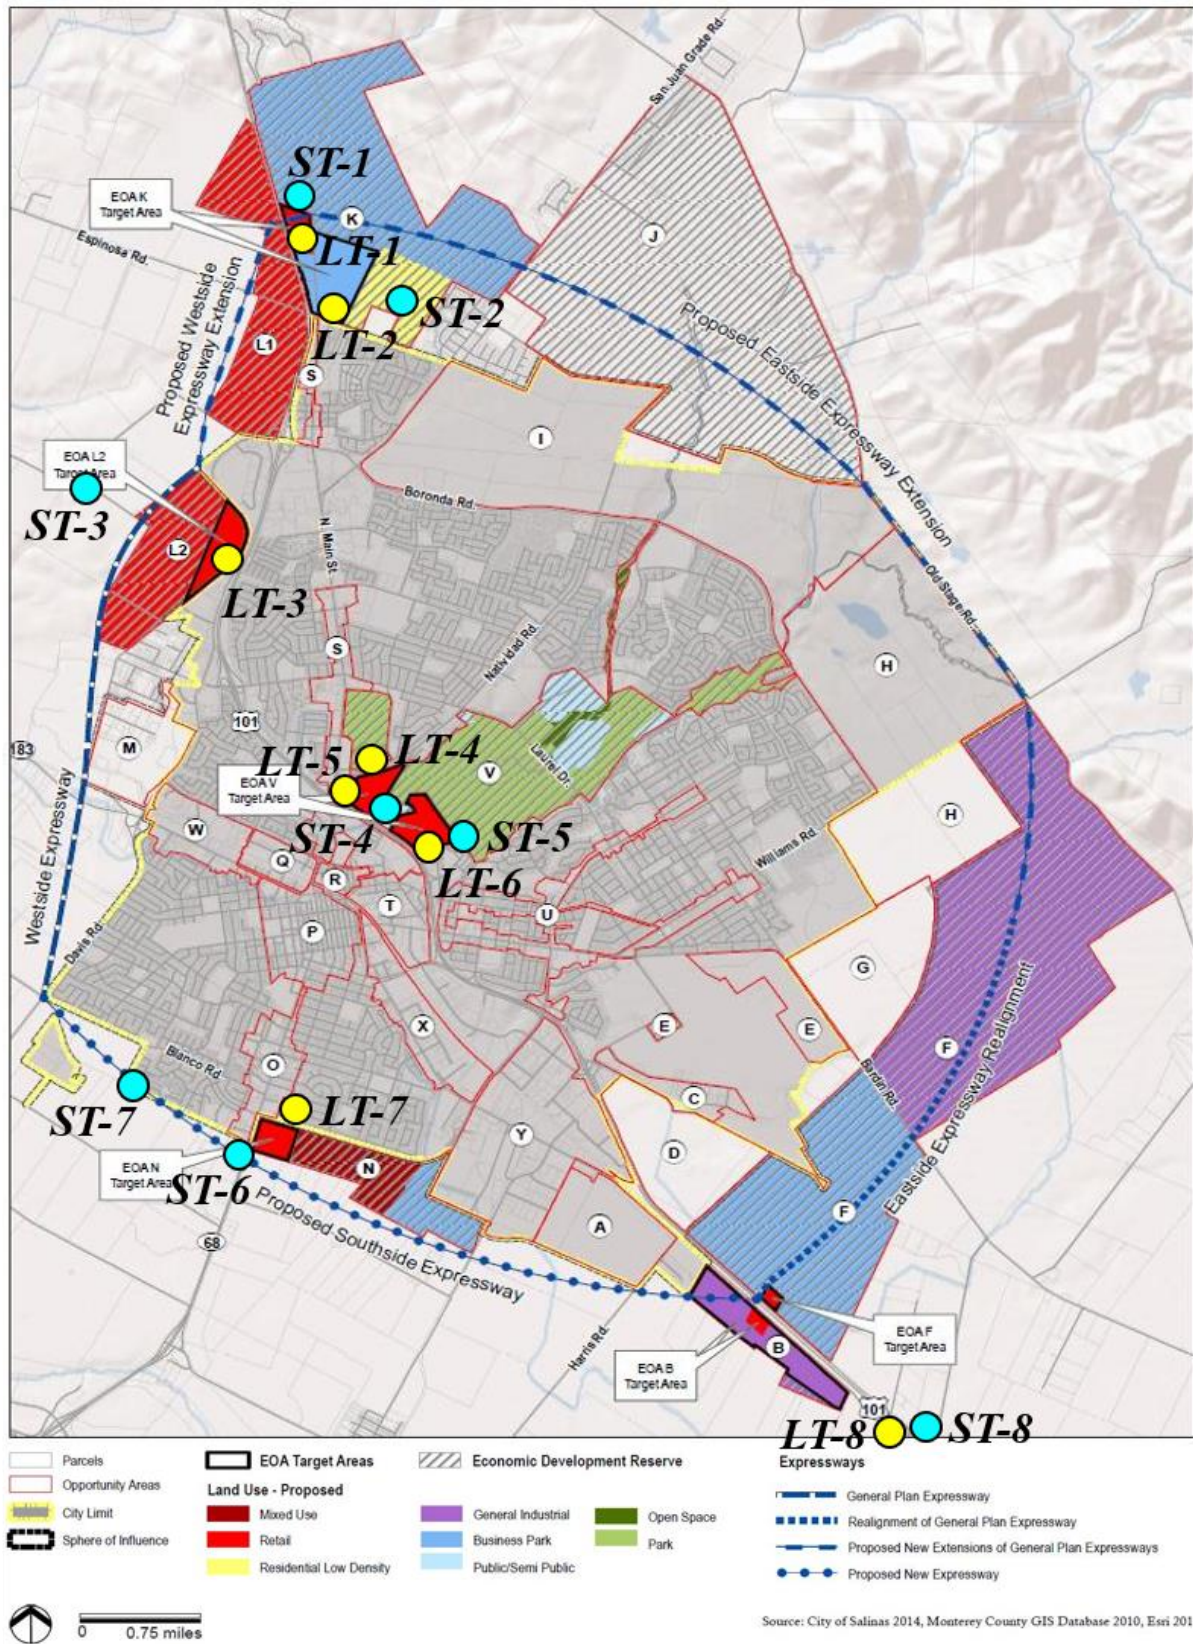 San Juan Grade Rd.
ST-1
EOA K
Target Area
K
J
Espinosa Rd.
LT-1
ST-2
LT-2
Proposed Westside
Expressway Extension
Proposed Eastside Expressway Extension
L1
S
I
EOA L2
Target Area
ST-3
Boronda Rd.
N. Main St.
L2
LT-3
Old Stage Rd.
S
Natividad Rd.
H
M
101
183
LT-5
LT-4
V
Laurel Dr.
EOA V
Target Area
ST-4
ST-5
LT-6
H
W
Q
R
T
U
Williams Rd.
Westside Expressway
Davis Rd.
P
G
X
E
E
F
Bardin Rd.
Eastside Expressway Realignment
Blanco Rd.
O
ST-7
LT-7
C
Y
D
EOA N
Target Area
ST-6
N
Proposed Southside Expressway
68
A
F
Harris Rd.
EOA F
Target Area
B
EOA B
Target Area
101
LT-8
ST-8
Parcels
Opportunity Areas
City Limit
Sphere of Influence
EOA Target Areas
Land Use - Proposed
Mixed Use
Retail
Residential Low Density
Economic Development Reserve
General Industrial
Business Park
Public/Semi Public
Open Space
Park
Expressways
General Plan Expressway
Realignment of General Plan Expressway
Proposed New Extensions of General Plan Expressways
Proposed New Expressway
0 0.75 miles
Source: City of Salinas 2014, Monterey County GIS Database 2010, Esri 201